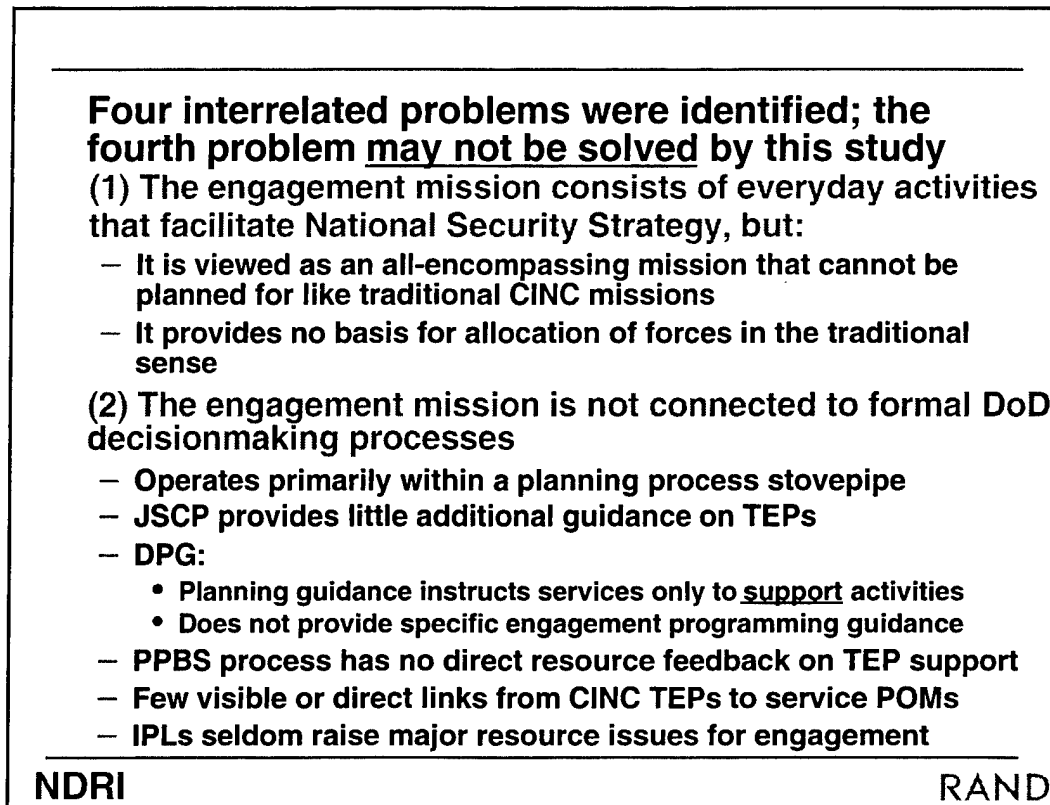 Four interrelated problems were identified; the
fourth problem may not be solved by this study
(1) The engagement mission consists of everyday activities
that facilitate National Security Strategy, but:
– It is viewed as an all-encompassing mission that cannot be
planned for like traditional CINC missions
– It provides no basis for allocation of forces in the traditional
sense
(2) The engagement mission is not connected to formal DoD
decisionmaking processes
– Operates primarily within a planning process stovepipe
– JSCP provides little additional guidance on TEPs
– DPG:
• Planning guidance instructs services only to support activities
• Does not provide specific engagement programming guidance
– PPBS process has no direct resource feedback on TEP support
– Few visible or direct links from CINC TEPs to service POMs
– IPLs seldom raise major resource issues for engagement
NDRI RAND